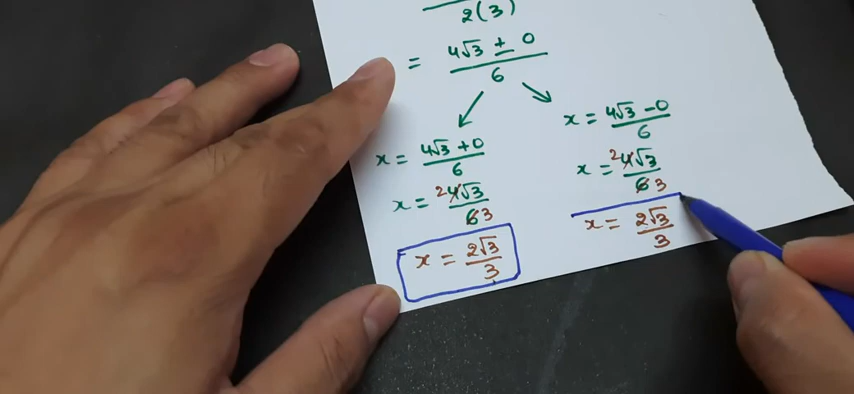 2(3)
= 4√3 ± 0
6
x = 4√3 + 0
6
x = 2 4√3
6 3
x = 2√3
3
x = 4√3 - 0
6
x = 2 4√3
6 3
x = 2√3
3